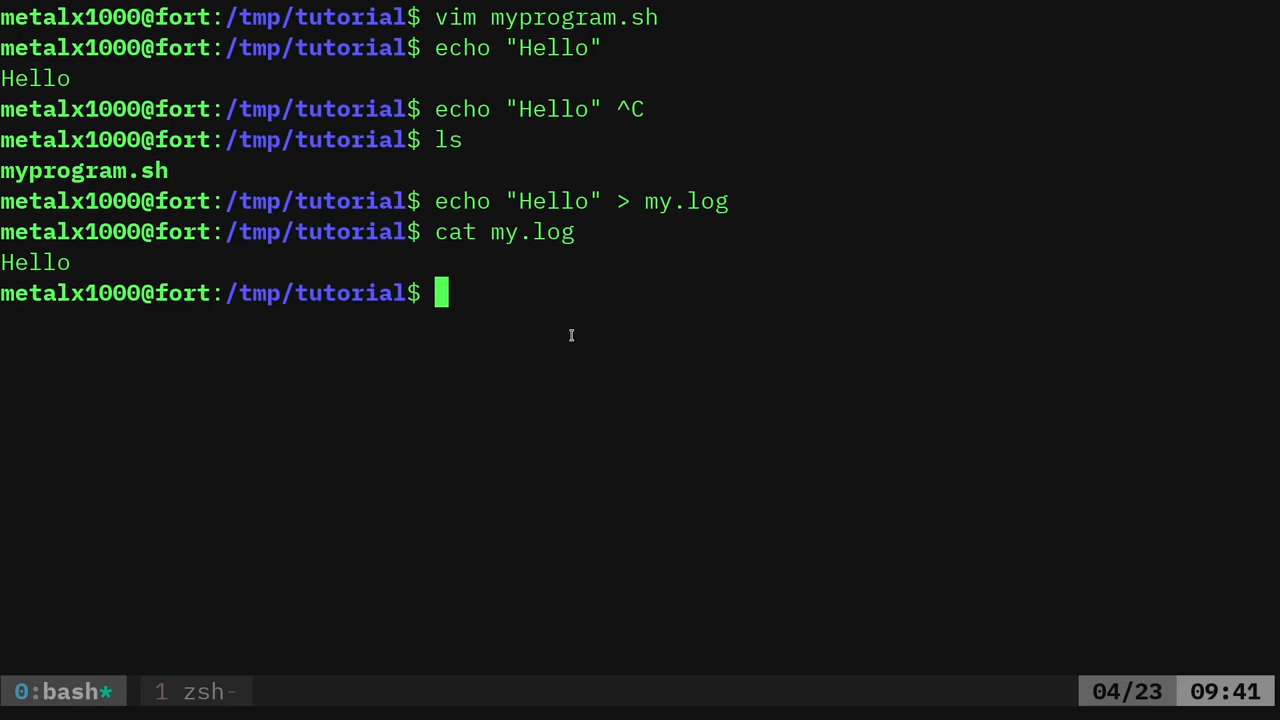 metalx1000@fort:/tmp/tutorial$ vim myprogram.sh
metalx1000@fort:/tmp/tutorial$ echo "Hello"
Hello
metalx1000@fort:/tmp/tutorial$ echo "Hello" ^C
metalx1000@fort:/tmp/tutorial$ ls
myprogram.sh
metalx1000@fort:/tmp/tutorial$ echo "Hello" > my.log
metalx1000@fort:/tmp/tutorial$ cat my.log
Hello
metalx1000@fort:/tmp/tutorial$
0:bash* 1 zsh- 04/23 09:41